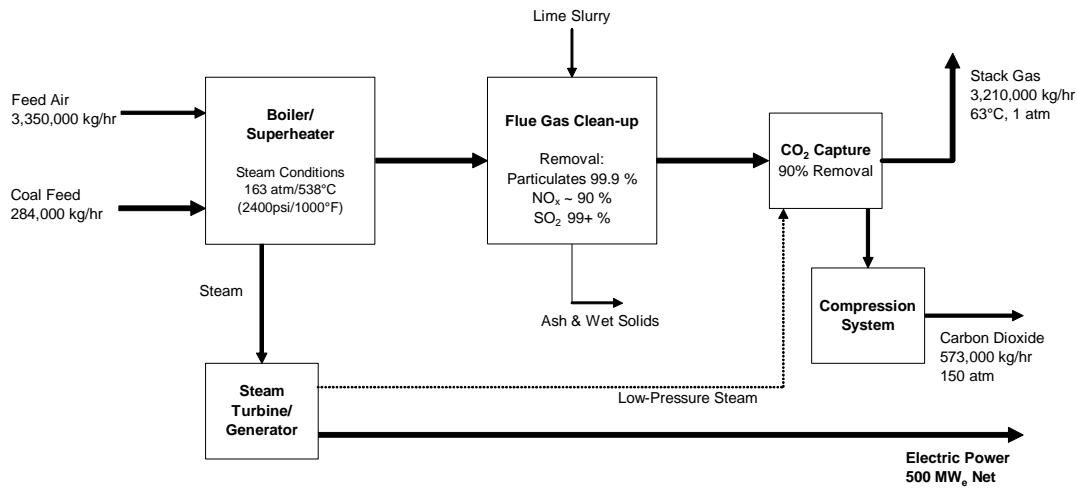 Lime Slurry
Feed Air
3,350,000 kg/hr
Coal Feed
284,000 kg/hr
Boiler/
Superheater
Steam Conditions
163 atm/538°C
(2400psi/1000°F)
Flue Gas Clean-up
Removal:
Particulates 99.9 %
NOx ~ 90 %
SO2 99+ %
CO2 Capture
90% Removal
Stack Gas
3,210,000 kg/hr
63°C, 1 atm
Steam
Ash & Wet Solids
Compression
System
Carbon Dioxide
573,000 kg/hr
150 atm
Steam
Turbine/
Generator
Low-Pressure Steam
Electric Power
500 MWe Net